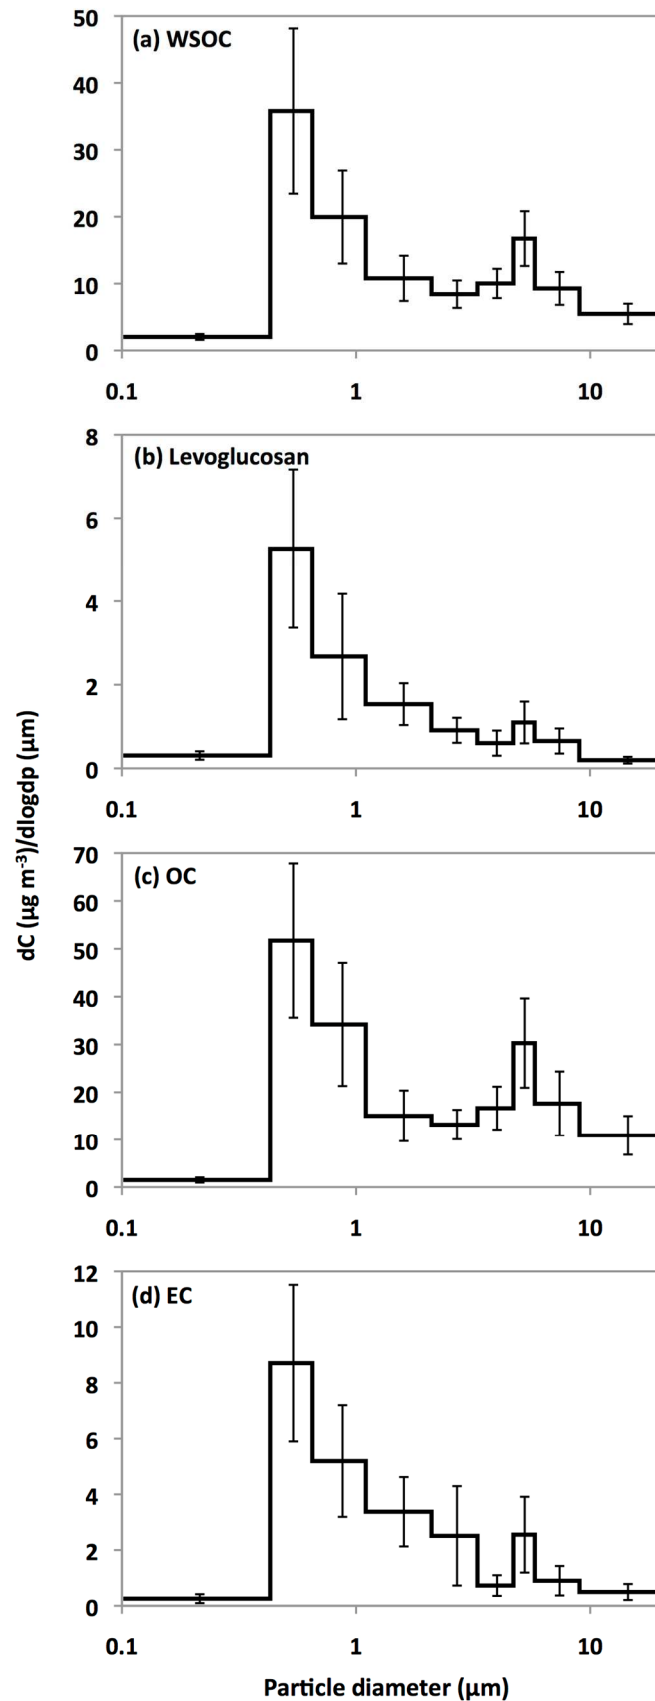 50
(a) WSOC
40
30
20
10
0
0.1 1 10
8
(b) Levoglucosan
6
4
2
0
0.1 1 10
dC (µg m⁻³)/dlogdp (µm)
70
(c) OC
60
50
40
30
20
10
0
0.1 1 10
12
(d) EC
10
8
6
4
2
0
0.1 1 10
Particle diameter (µm)